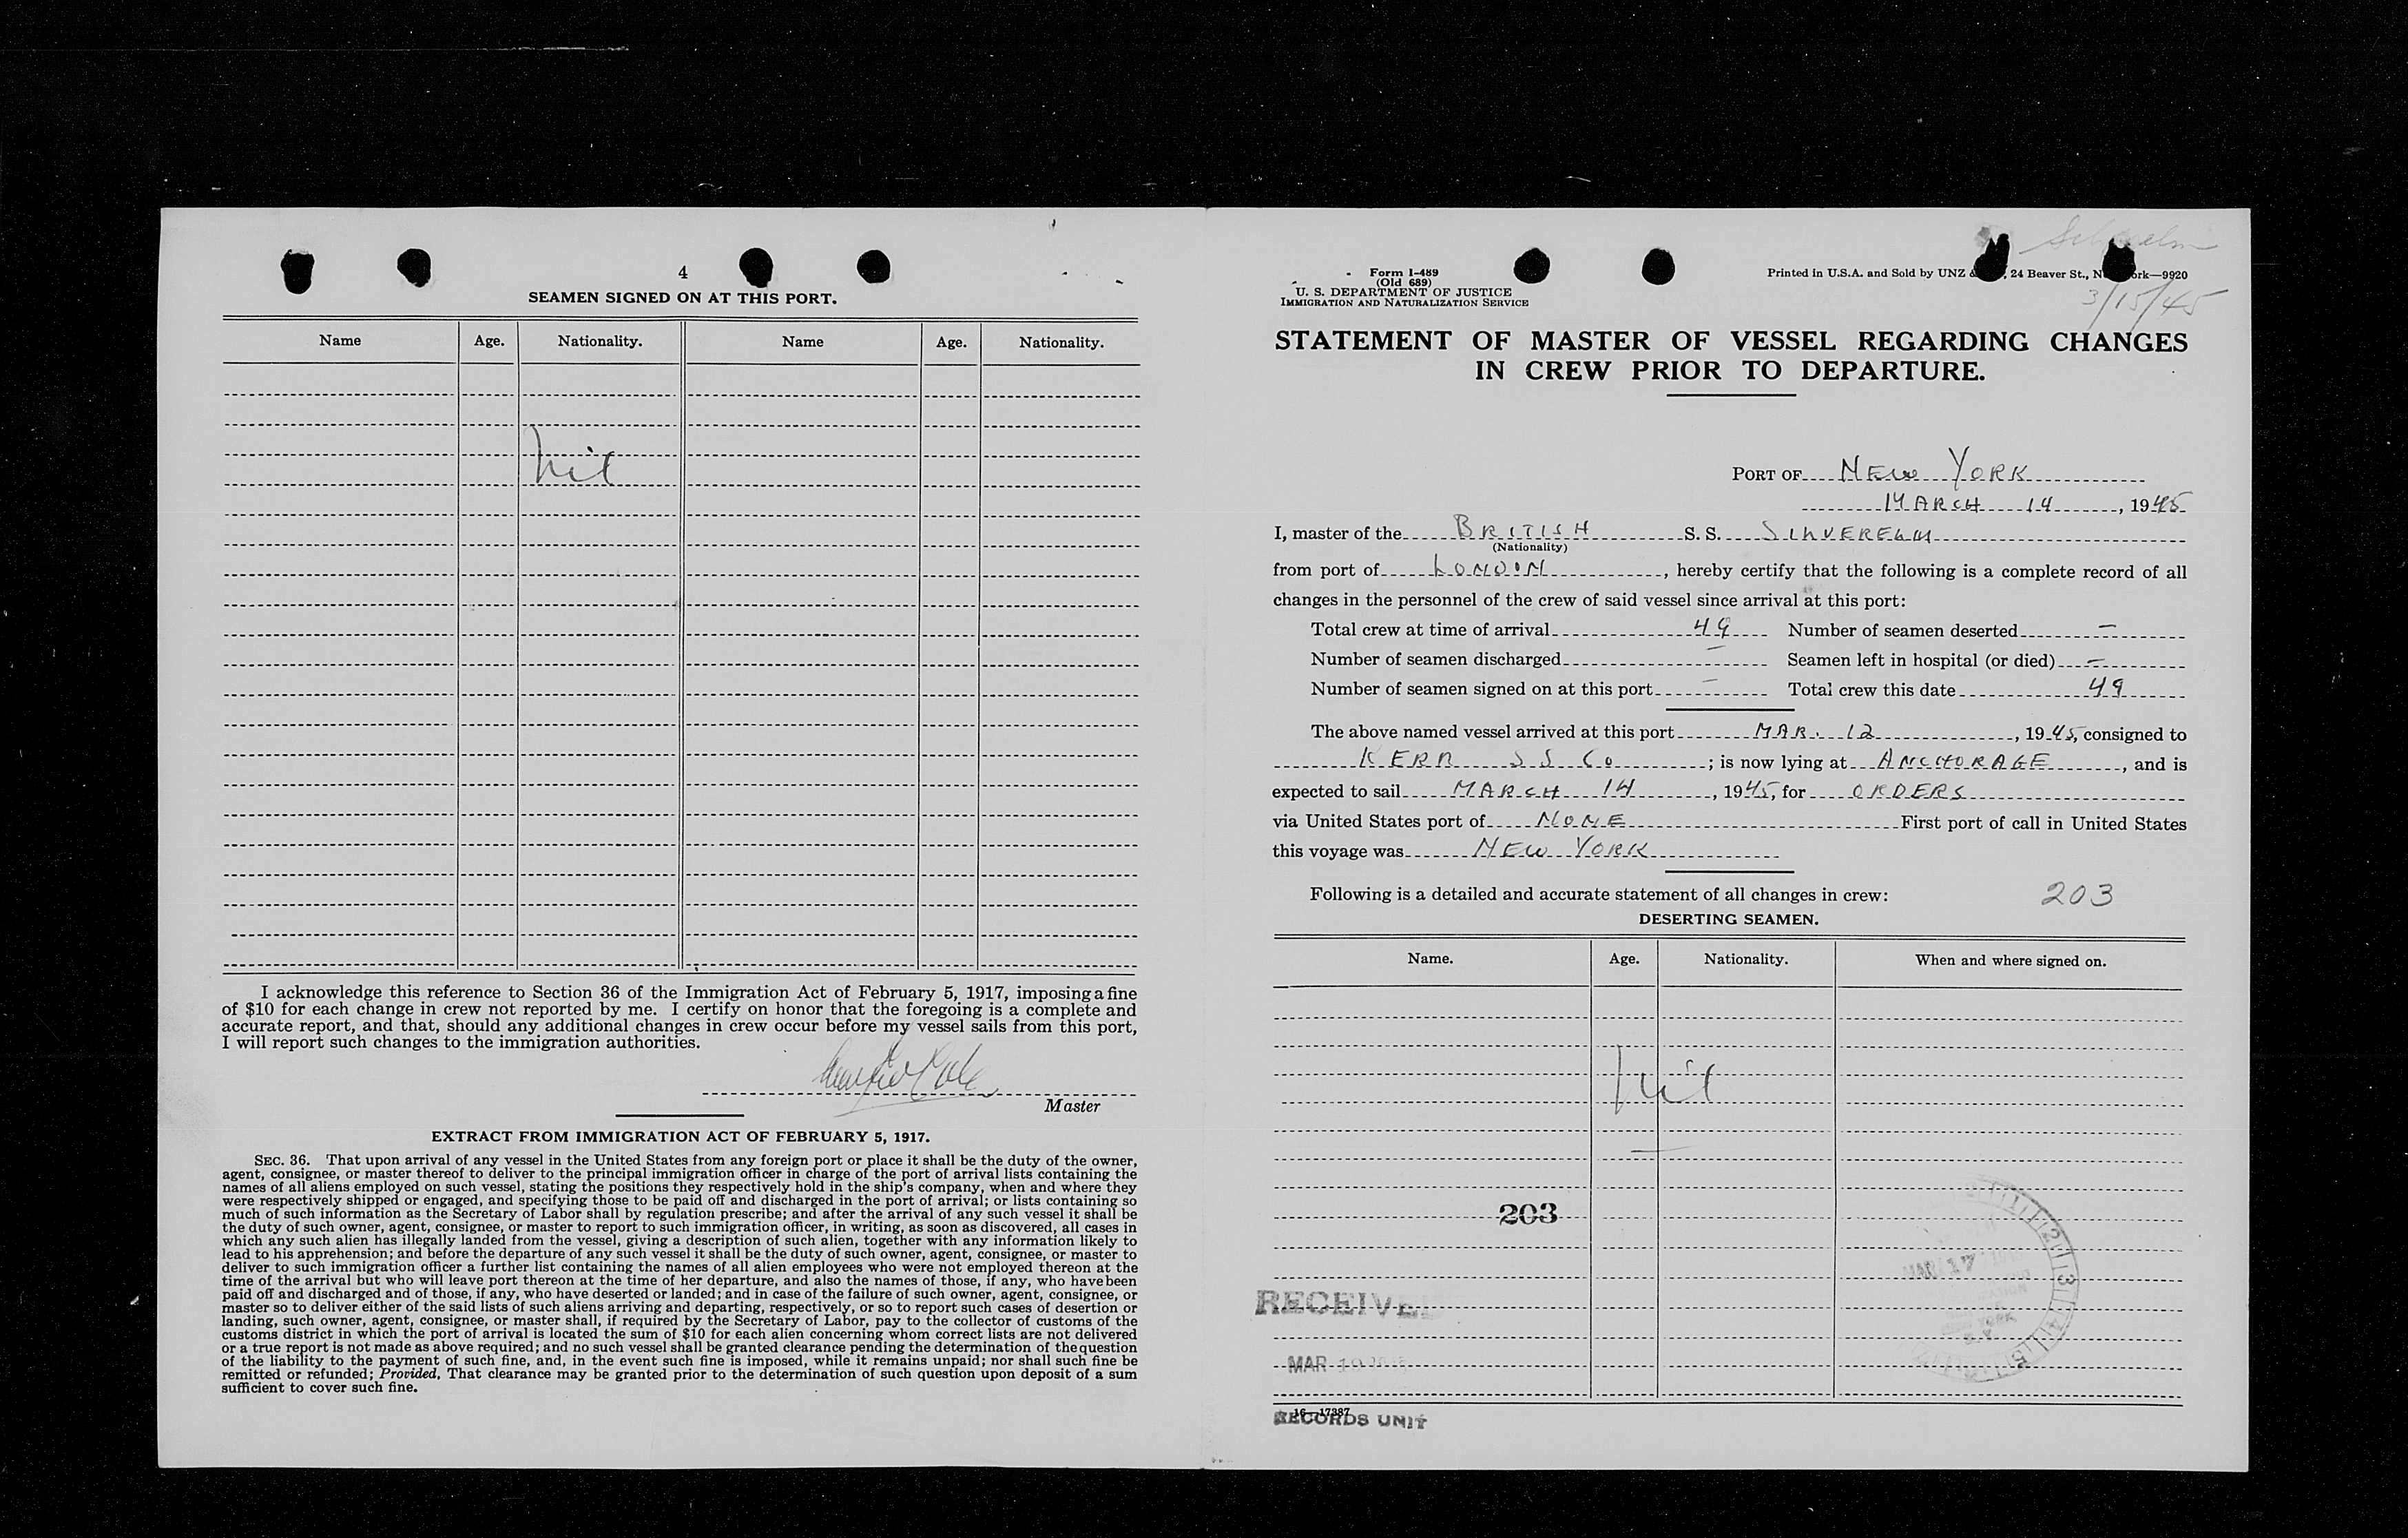 4
SEAMEN SIGNED ON AT THIS PORT.
Name Age. Nationality. Name Age. Nationality.
Nil
I acknowledge this reference to Section 36 of the Immigration Act of February 5, 1917, imposing a fine
of $10 for each change in crew not reported by me. I certify on honor that the foregoing is a complete and
accurate report, and that, should any additional changes in crew occur before my vessel sails from this port,
I will report such changes to the immigration authorities.
Master
EXTRACT FROM IMMIGRATION ACT OF FEBRUARY 5, 1917.
SEC. 36. That upon arrival of any vessel in the United States from any foreign port or place it shall be the duty of the owner,
agent, consignee, or master thereof to deliver to the principal immigration officer in charge of the port of arrival lists containing the
names of all aliens employed on such vessel, stating the positions they respectively hold in the ship's company, when and where they
were respectively shipped or engaged, and specifying those to be paid off and discharged in the port of arrival; or lists containing so
much of such information as the Secretary of Labor shall by regulation prescribe; and after the arrival of any such vessel it shall be
the duty of such owner, agent, consignee, or master to report to such immigration officer, in writing, as soon as discovered, all cases in
which any such alien has illegally landed from the vessel, giving a description of such alien, together with any information likely to
lead to his apprehension; and before the departure of any such vessel it shall be the duty of such owner, agent, consignee, or master to
deliver to such immigration officer a further list containing the names of all alien employees who were not employed thereon at the
time of the arrival but who will leave port thereon at the time of her departure, and also the names of those, if any, who have been
paid off and discharged and of those, if any, who have deserted or landed; and in case of the failure of such owner, agent, consignee, or
master so to deliver either of the said lists of such aliens arriving and departing, respectively, or so to report such cases of desertion or
landing, such owner, agent, consignee, or master shall, if required by the Secretary of Labor, pay to the collector of customs of the
customs district in which the port of arrival is located the sum of $10 for each alien concerning whom correct lists are not delivered
or a true report is not made as above required; and no such vessel shall be granted clearance pending the determination of the question
of the liability to the payment of such fine, and, in the event such fine is imposed, while it remains unpaid; nor shall such fine be
remitted or refunded; Provided, That clearance may be granted prior to the determination of such question upon deposit of a sum
sufficient to cover such fine.
Form I-489
(Old 689)
U. S. DEPARTMENT OF JUSTICE
IMMIGRATION AND NATURALIZATION SERVICE
Printed in U.S.A. and Sold by UNZ &, 24 Beaver St., N ork—9920
3/15/45
STATEMENT OF MASTER OF VESSEL REGARDING CHANGES
IN CREW PRIOR TO DEPARTURE.
PORT OF NEW YORK
MARCH 14, 1945
I, master of the BRITISH S. S. SILVERELM
(Nationality)
from port of LONDON, hereby certify that the following is a complete record of all
changes in the personnel of the crew of said vessel since arrival at this port:
Total crew at time of arrival 49 Number of seamen deserted —
Number of seamen discharged — Seamen left in hospital (or died) —
Number of seamen signed on at this port — Total crew this date 49
The above named vessel arrived at this port MAR. 12, 1945, consigned to
KERR S S Co; is now lying at ANCHORAGE, and is
expected to sail MARCH 14, 1945, for ORDERS
via United States port of NONE First port of call in United States
this voyage was NEW YORK
Following is a detailed and accurate statement of all changes in crew: 203
DESERTING SEAMEN.
Name. Age. Nationality. When and where signed on.
Nil
203
MAR 17
RECEIVE
MAR
16—17387
RECORDS UNIT